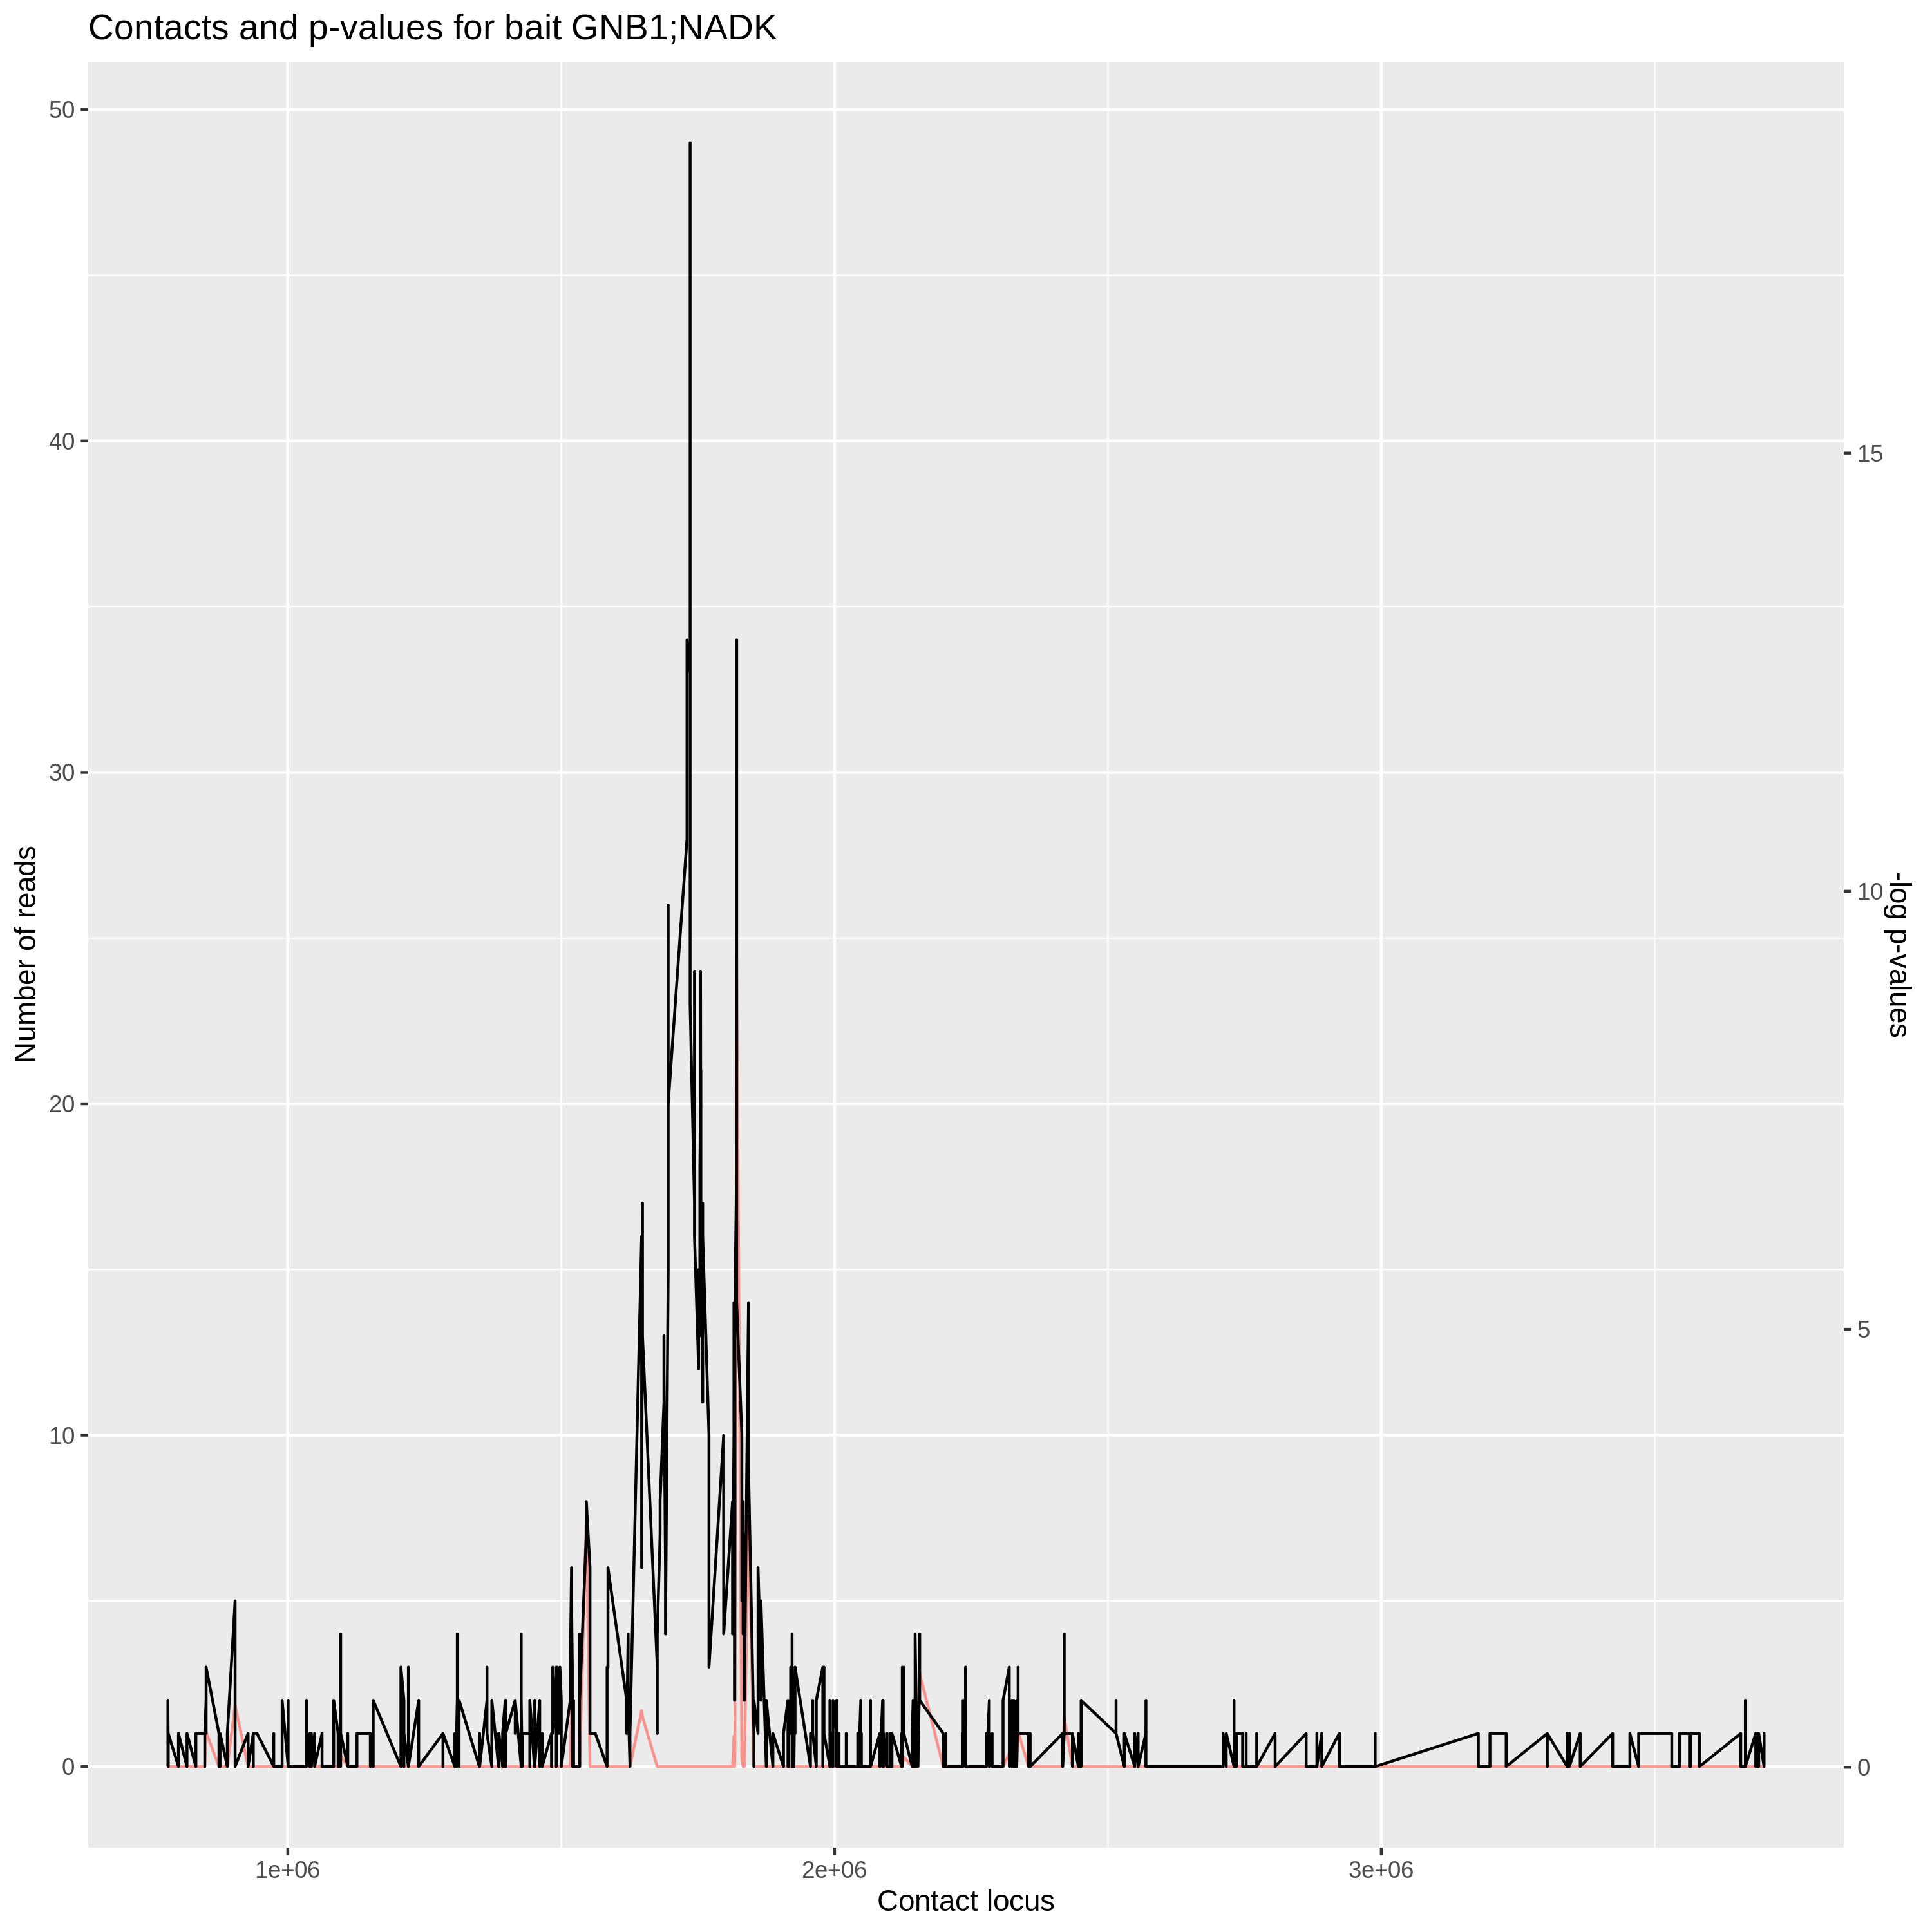 Contacts and p-values for bait GNB1;NADK
50
40
30
20
10
0
Number of reads
15
10
5
0
-log p-values
1e+06
2e+06
3e+06
Contact locus